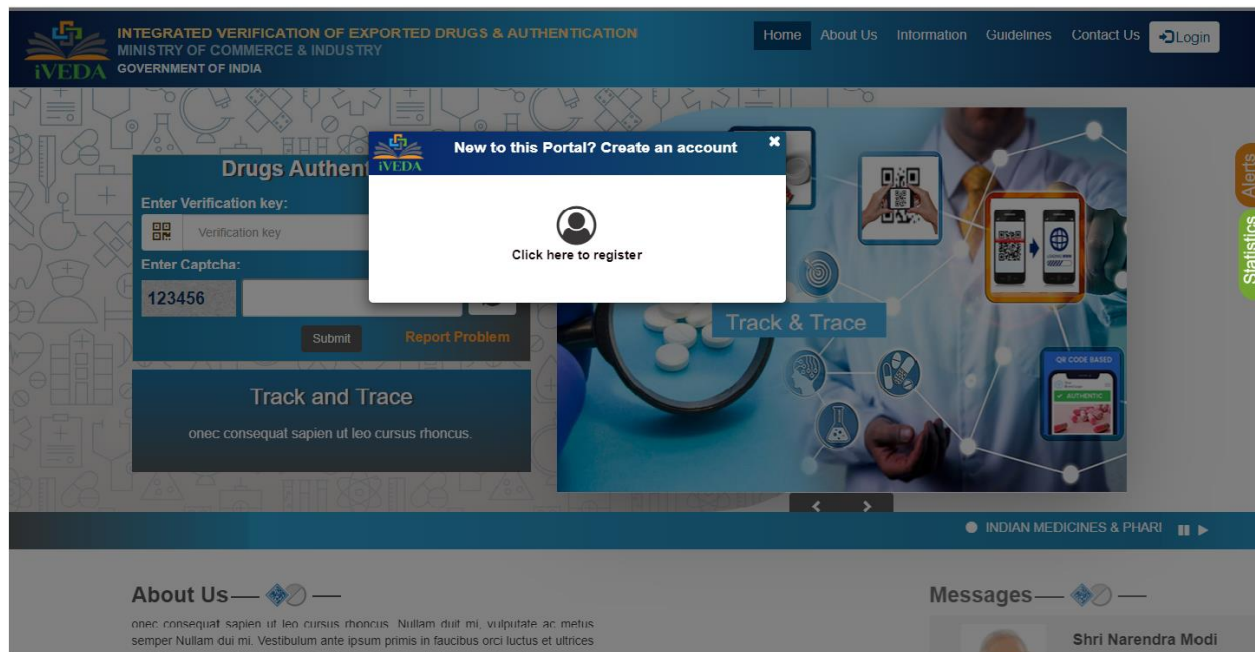 INTEGRATED VERIFICATION OF EXPORTED DRUGS & AUTHENTICATION
MINISTRY OF COMMERCE & INDUSTRY
GOVERNMENT OF INDIA
iVEDA
Home About Us Information Guidelines Contact Us Login
iVEDA
New to this Portal? Create an account
Click here to register
Drugs Authent
Enter Verification key:
Verification key
Enter Captcha:
123456
Submit Report Problem
Track and Trace
onec consequat sapien ut leo cursus rhoncus.
Track & Trace
QR CODE BASED
AUTHENTIC
Alerts
Statistics
INDIAN MEDICINES & PHARI
About Us
onec consequat sapien ut leo cursus rhoncus. Nullam duit mi, vulputate ac metus
semper Nullam dui mi. Vestibulum ante ipsum primis in faucibus orci luctus et ultrices
Messages
Shri Narendra Modi